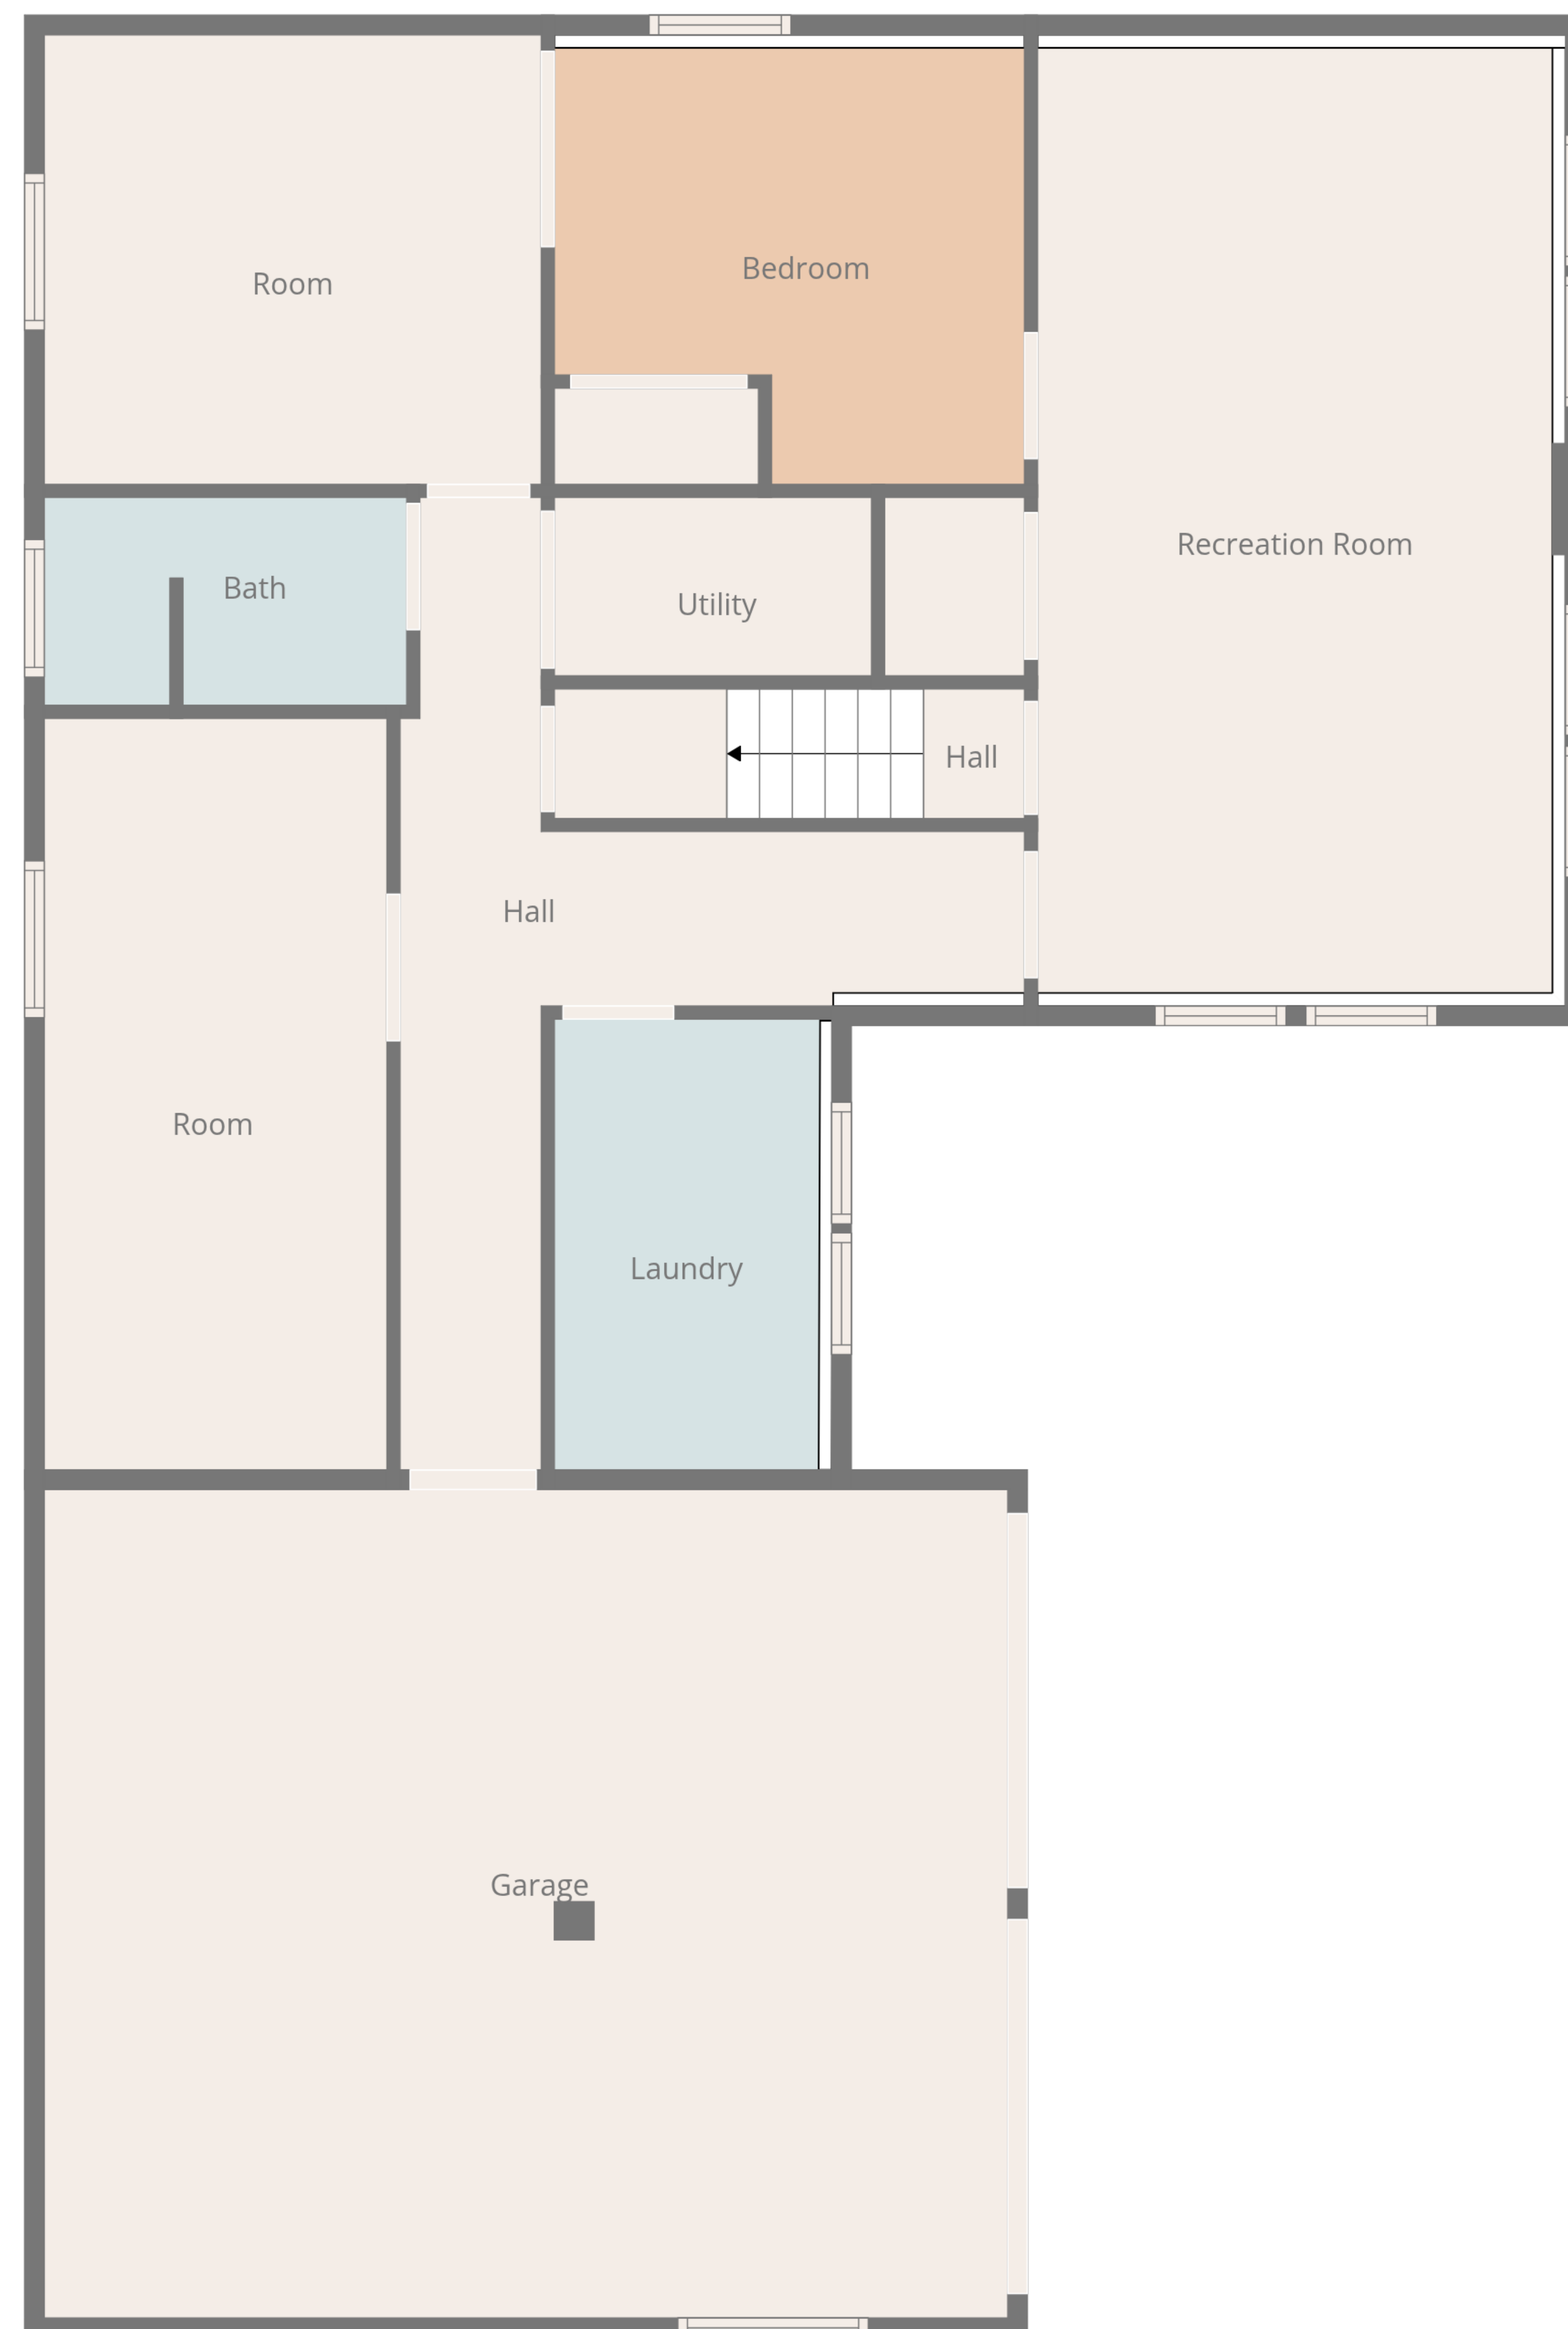 Bedroom
Room
Recreation Room
Bath
Utility
Hall
Hall
Room
Laundry
Garage